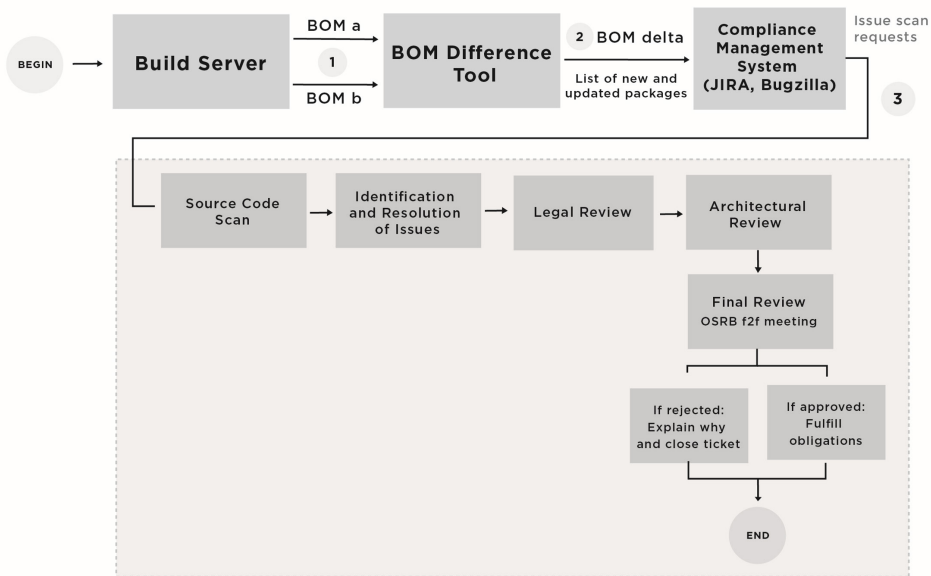 BEGIN
Build Server
BOM a
1
BOM b
BOM Difference
Tool
2 BOM delta
List of new and
updated packages
Compliance
Management
System
(JIRA, Bugzilla)
Issue scan
requests
3
Source Code
Scan
Identification
and Resolution
of Issues
Legal Review
Architectural
Review
Final Review
OSRB f2f meeting
If rejected:
Explain why
and close ticket
If approved:
Fulfill
obligations
END